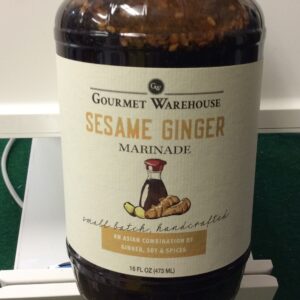 GW
GOURMET WAREHOUSE
SESAME GINGER
MARINADE
small batch, handcrafted
AN ASIAN COMBINATION OF
GINGER, SOY & SPICES
16 FL OZ (473 ML)